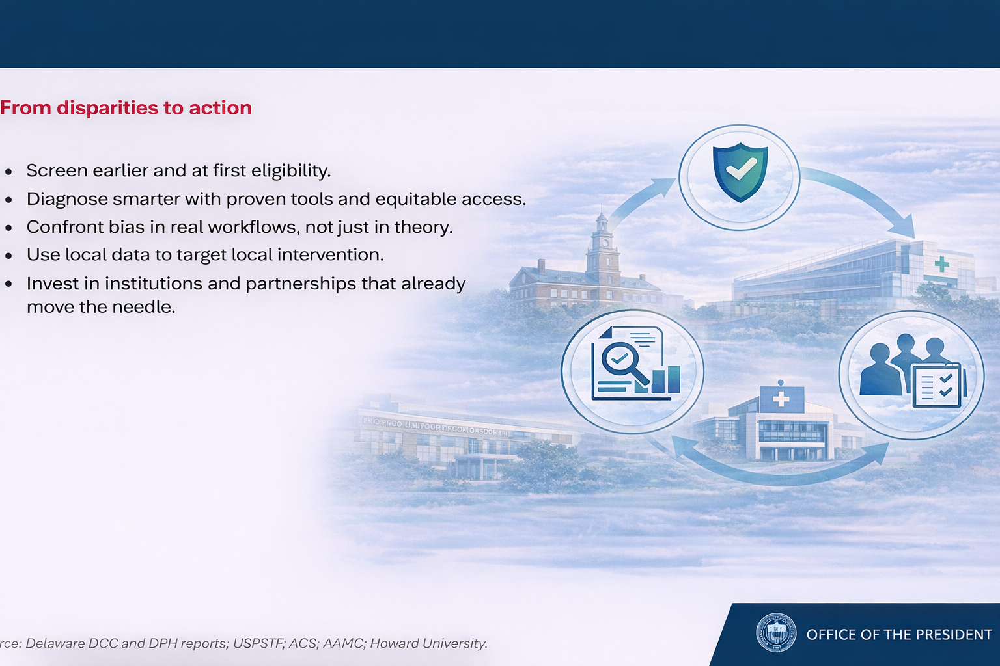 From disparities to action
• Screen earlier and at first eligibility.
• Diagnose smarter with proven tools and equitable access.
• Confront bias in real workflows, not just in theory.
• Use local data to target local intervention.
• Invest in institutions and partnerships that already
move the needle.
rce: Delaware DCC and DPH reports; USPSTF; ACS; AAMC; Howard University.
OFFICE OF THE PRESIDENT